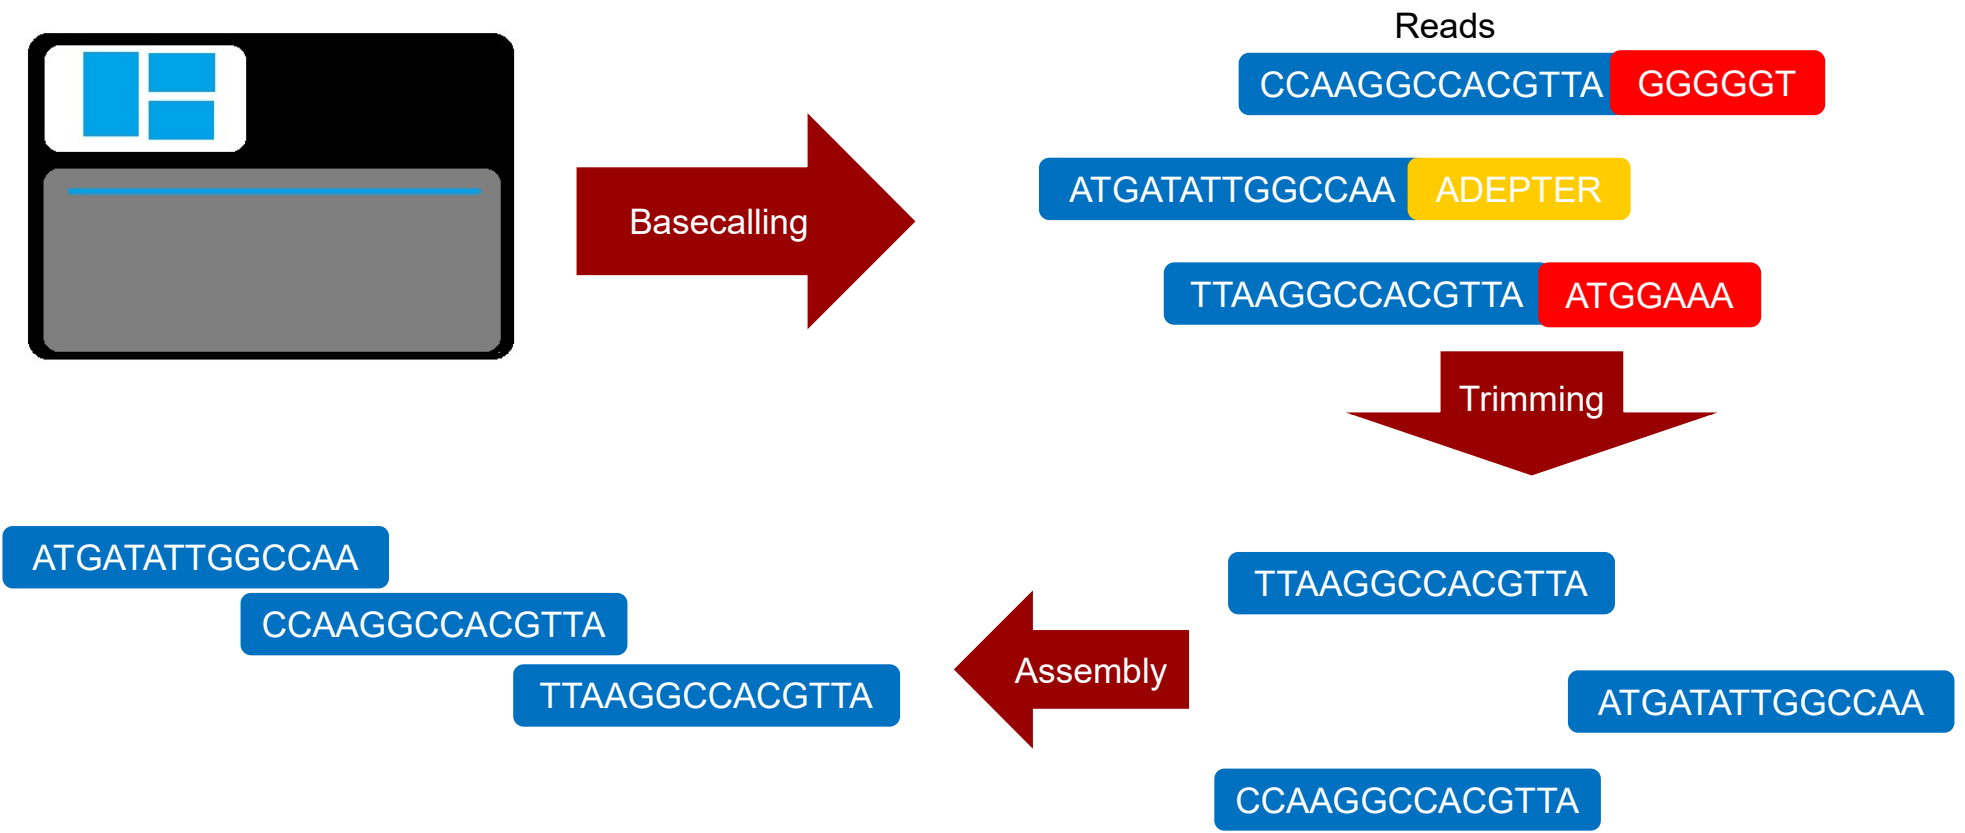 Reads
CCAAGGCCACGTTA GGGGGT
Basecalling
ATGATATTGGCCAA ADEPTER
TTAAGGCCACGTTA ATGGAAA
Trimming
TTAAGGCCACGTTA
ATGATATTGGCCAA
CCAAGGCCACGTTA
Assembly
ATGATATTGGCCAA
CCAAGGCCACGTTA
TTAAGGCCACGTTA